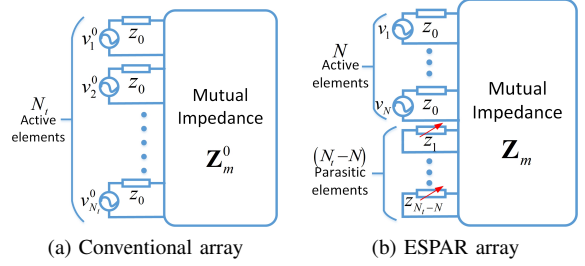 v_1^0
z_0
v_2^0
z_0
N_t
Active
elements
Mutual
Impedance
Z_m^0
v_{N_t}^0
z_0
(a) Conventional array
v_1
z_0
N
Active
elements
v_N
z_0
z_1
(N_t-N)
Parasitic
elements
z_{N_t-N}
Mutual
Impedance
Z_m
(b) ESPAR array